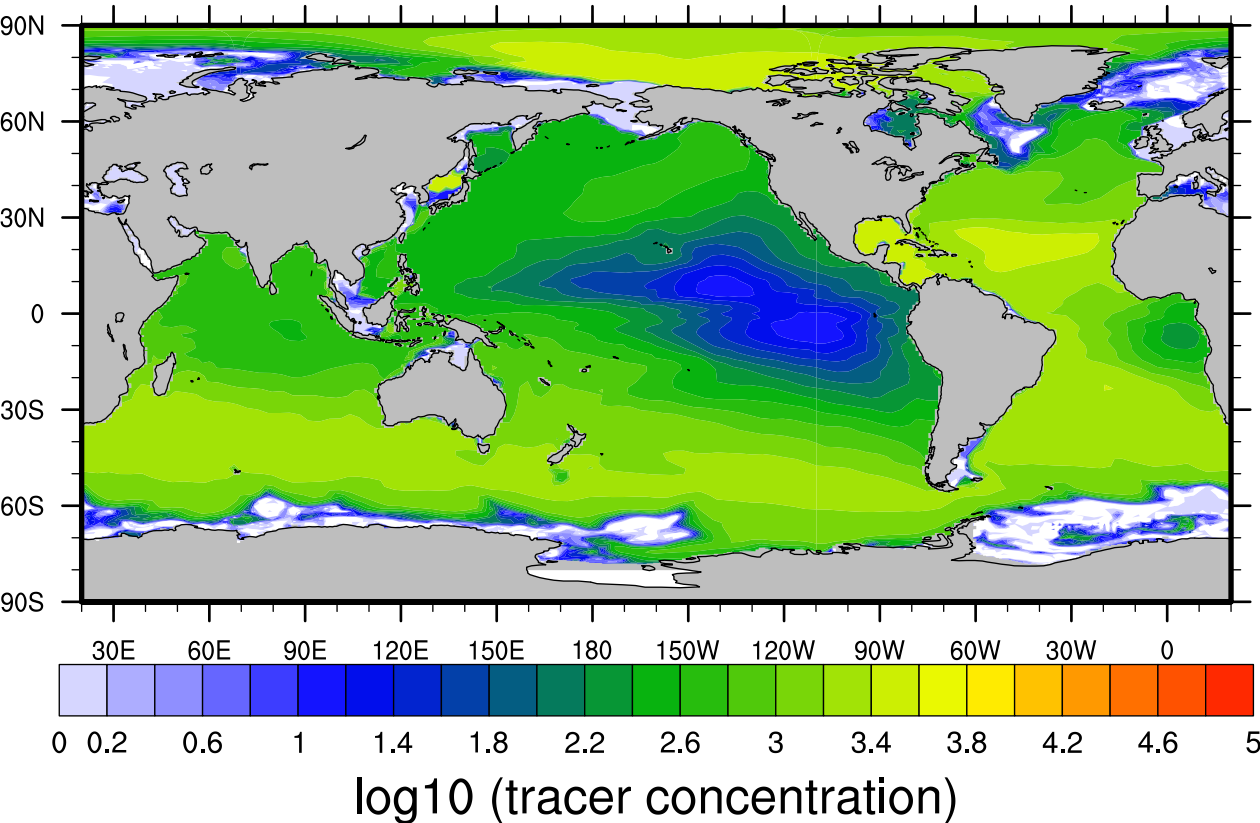 90N
60N
30N
0
30S
60S
90S
30E 60E 90E 120E 150E 180 150W 120W 90W 60W 30W 0
0 0.2 0.6 1 1.4 1.8 2.2 2.6 3 3.4 3.8 4.2 4.6 5
log10 (tracer concentration)